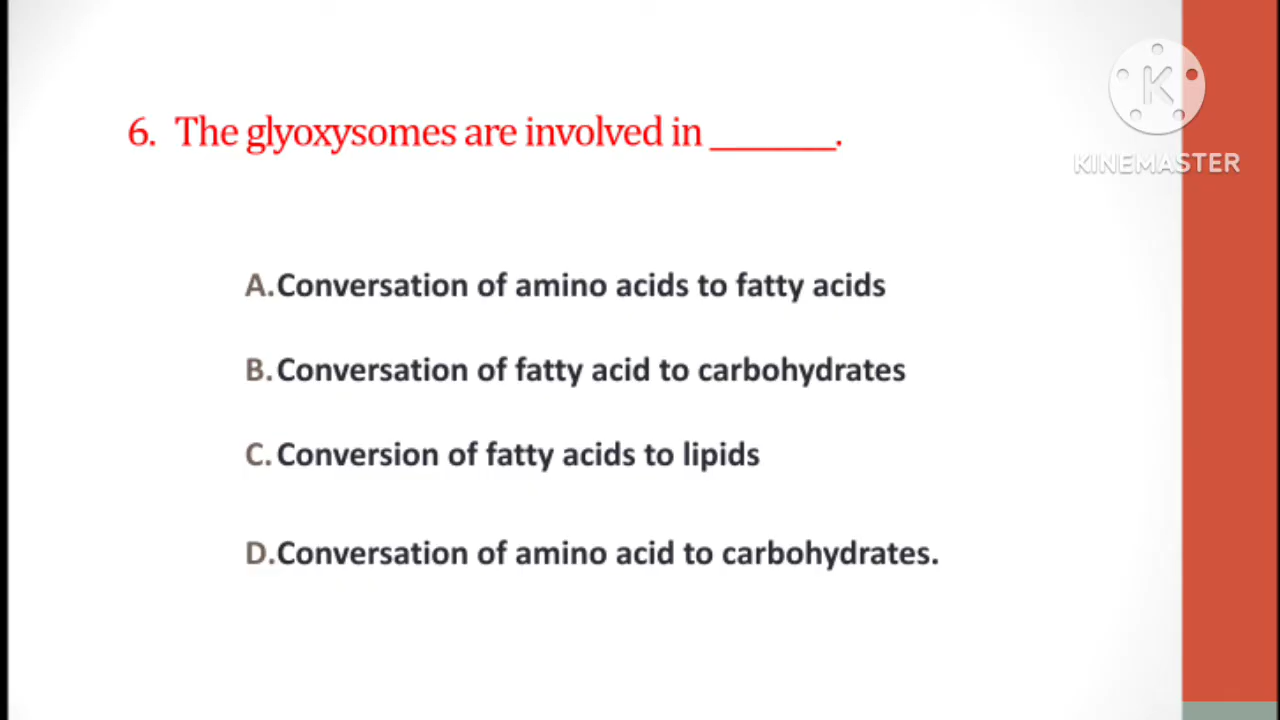 6. The glyoxysomes are involved in _______.
K
KINEMASTER
A.Conversation of amino acids to fatty acids
B.Conversation of fatty acid to carbohydrates
C.Conversion of fatty acids to lipids
D.Conversation of amino acid to carbohydrates.